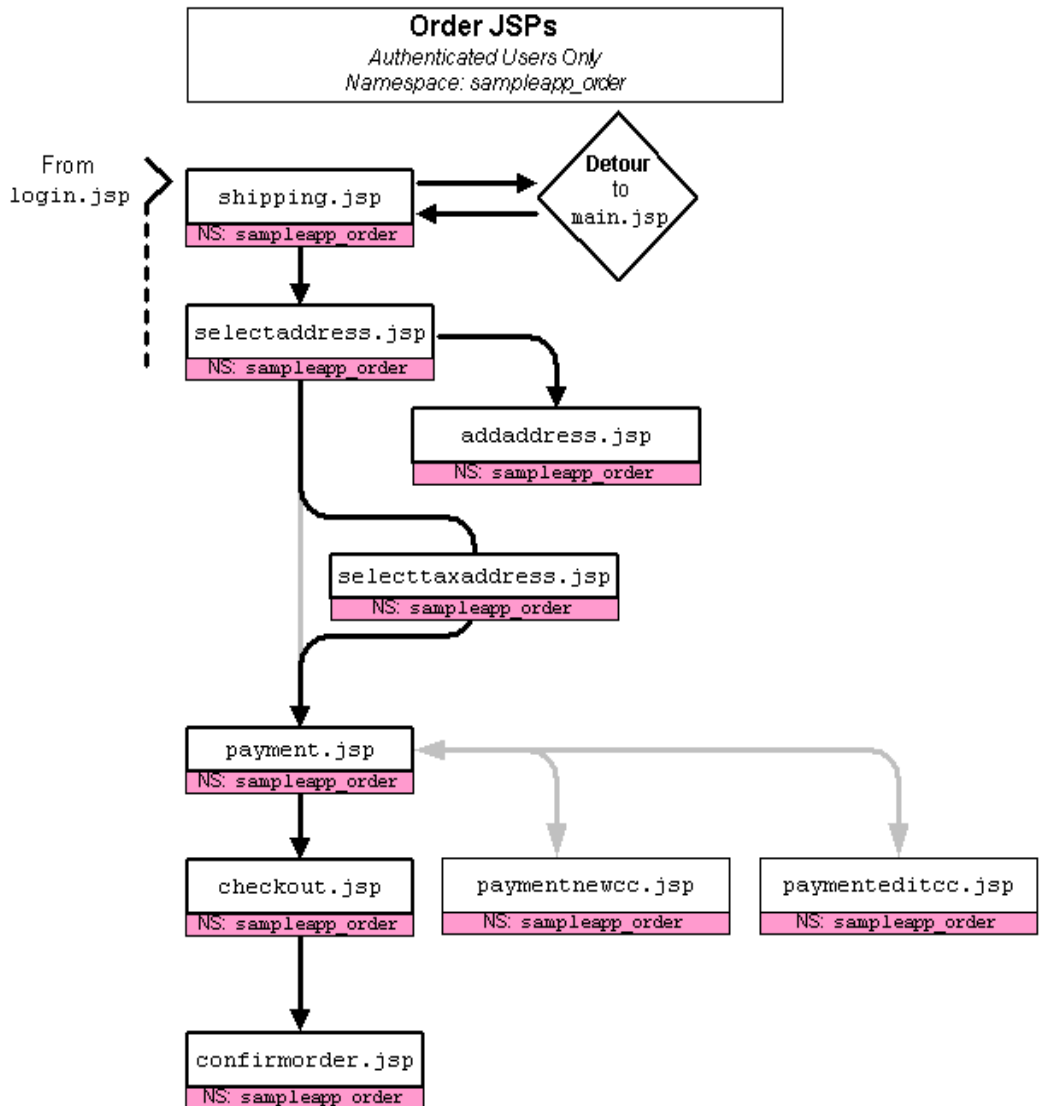 Order JSPs
Authenticated Users Only
Namespace: sampleapp_order
From
login.jsp
shipping.jsp
NS: sampleapp_order
Detour
to
main.jsp
selectaddress.jsp
NS: sampleapp_order
addaddress.jsp
NS: sampleapp_order
selecttaxaddress.jsp
NS: sampleapp_order
payment.jsp
NS: sampleapp_order
checkout.jsp
NS: sampleapp_order
paymentnewcc.jsp
NS: sampleapp_order
paymenteditcc.jsp
NS: sampleapp_order
confirmorder.jsp
NS: sampleapp order